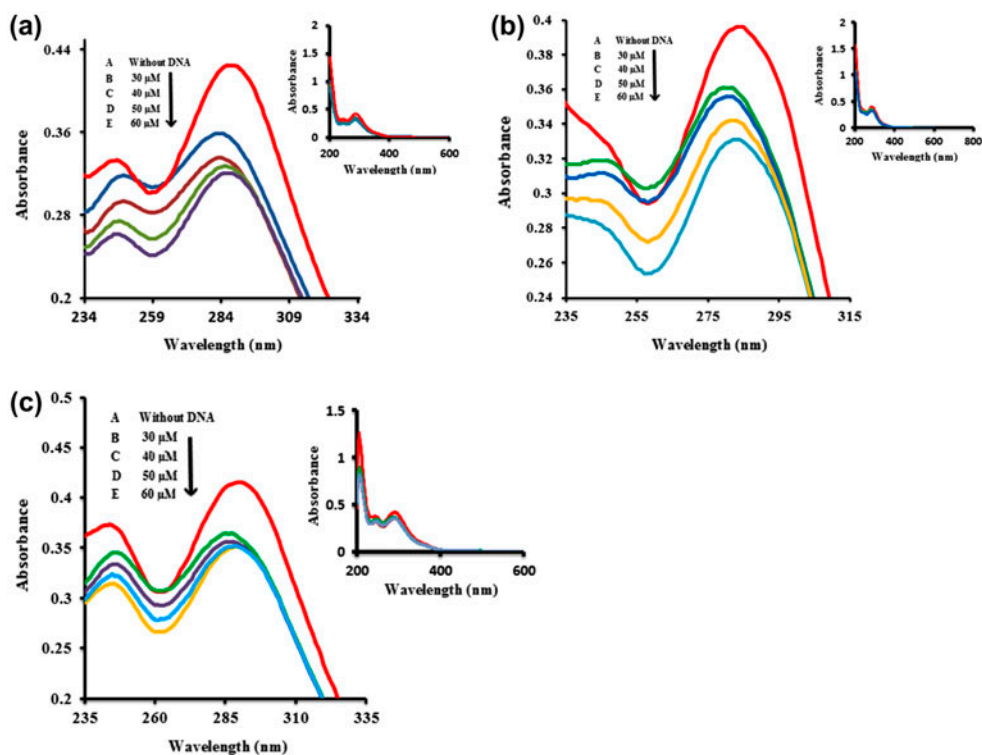 (a)
0.44
0.36
0.28
0.2
234 259 284 309 334
Absorbance
Wavelength (nm)
A Without DNA
B 30 µM
C 40 µM
D 50 µM
E 60 µM
2
1.5
1
0.5
0
200 400 600
Absorbance
Wavelength (nm)
(b)
0.4
0.38
0.36
0.34
0.32
0.3
0.28
0.26
0.24
235 255 275 295 315
Absorbance
Wavelength (nm)
A Without DNA
B 30 µM
C 40 µM
D 50 µM
E 60 µM
2
1.5
1
0.5
0
200 400 600 800
Absorbance
Wavelength (nm)
(c)
0.5
0.45
0.4
0.35
0.3
0.25
0.2
235 260 285 310 335
Absorbance
Wavelength (nm)
A Without DNA
B 30 µM
C 40 µM
D 50 µM
E 60 µM
1.5
1
0.5
0
200 400 600
Absorbance
Wavelength (nm)